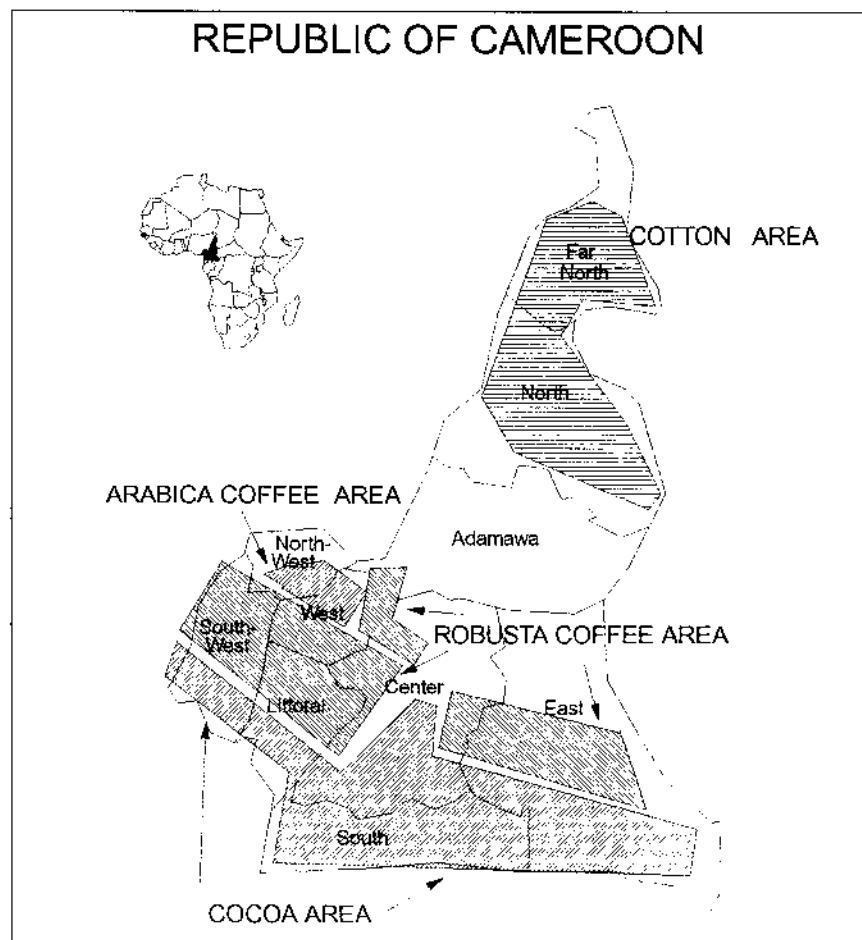 REPUBLIC OF CAMEROON
COTTON AREA
Far
North
North
ARABICA COFFEE AREA
North-
West
Adamawa
West
South-
West
ROBUSTA COFFEE AREA
Center
Littoral
East
South
COCOA AREA